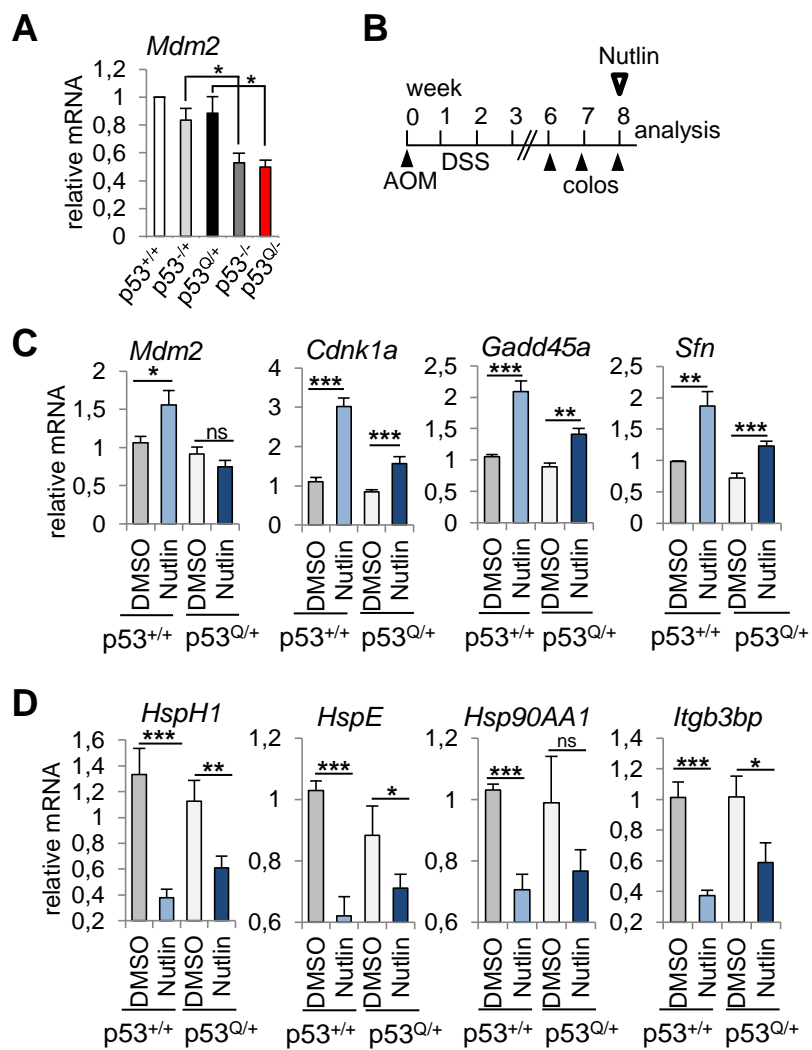 A
Mdm2
relative mRNA
1,2
1
0,8
0,6
0,4
0,2
0
* *
p53+/+ p53-/+ p53Q/+ p53-/- p53Q/-
B
Nutlin
week
0 1 2 3 6 7 8 analysis
DSS
AOM colos
C
Mdm2
relative mRNA
2
1,5
1
0,5
0
* ns
DMSO Nutlin DMSO Nutlin
p53+/+ p53Q/+
Cdnk1a
4
3
2
1
0
*** ***
DMSO Nutlin DMSO Nutlin
p53+/+ p53Q/+
Gadd45a
2,5
2
1,5
1
0,5
0
*** **
DMSO Nutlin DMSO Nutlin
p53+/+ p53Q/+
Sfn
2,5
2
1,5
1
0,5
0
** ***
DMSO Nutlin DMSO Nutlin
p53+/+ p53Q/+
D
HspH1
relative mRNA
1,6
1,4
1,2
1
0,8
0,6
0,4
0,2
*** **
DMSO Nutlin DMSO Nutlin
p53+/+ p53Q/+
HspE
1,2
1
0,8
0,6
*** *
DMSO Nutlin DMSO Nutlin
p53+/+ p53Q/+
Hsp90AA1
1,2
1
0,8
0,6
*** ns
DMSO Nutlin DMSO Nutlin
p53+/+ p53Q/+
Itgb3bp
1,4
1,2
1
0,8
0,6
0,4
0,2
*** *
DMSO Nutlin DMSO Nutlin
p53+/+ p53Q/+